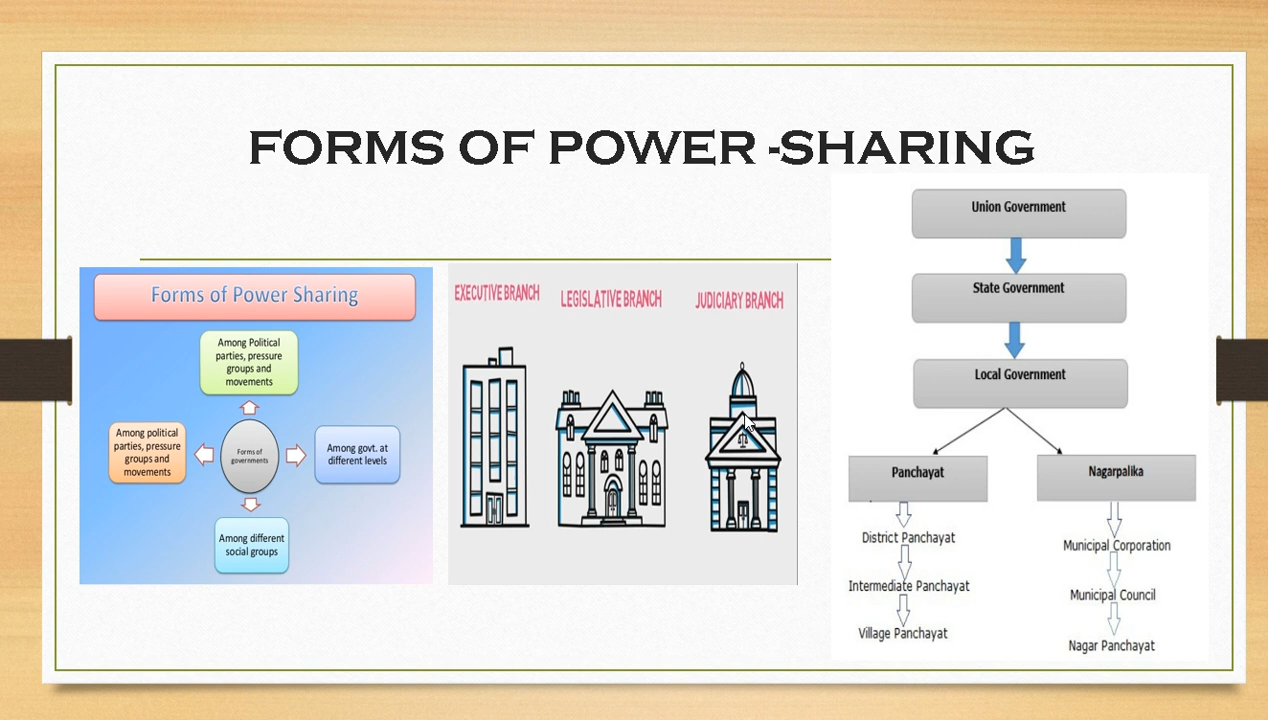 FORMS OF POWER -SHARING
Forms of Power Sharing
Among Political
parties, pressure
groups and
movements
Among political
parties, pressure
groups and
movements
Forms of
governments
Among govt. at
different levels
Among different
social groups
EXECUTIVE BRANCH
LEGISLATIVE BRANCH
JUDICIARY BRANCH
Union Government
State Government
Local Government
Panchayat
Nagarpalika
District Panchayat
Intermediate Panchayat
Village Panchayat
Municipal Corporation
Municipal Council
Nagar Panchayat